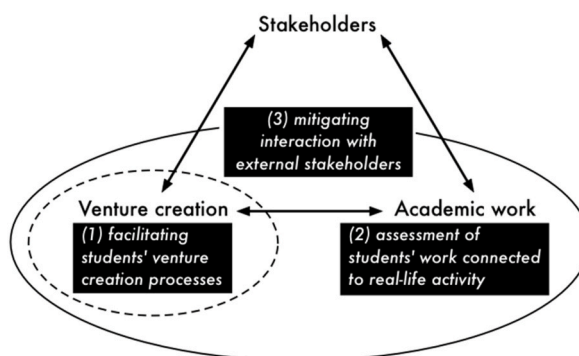 Stakeholders
(3) mitigating
interaction with
external stakeholders
Venture creation
(1) facilitating
students' venture
creation processes
Academic work
(2) assessment of
students' work connected
to real-life activity